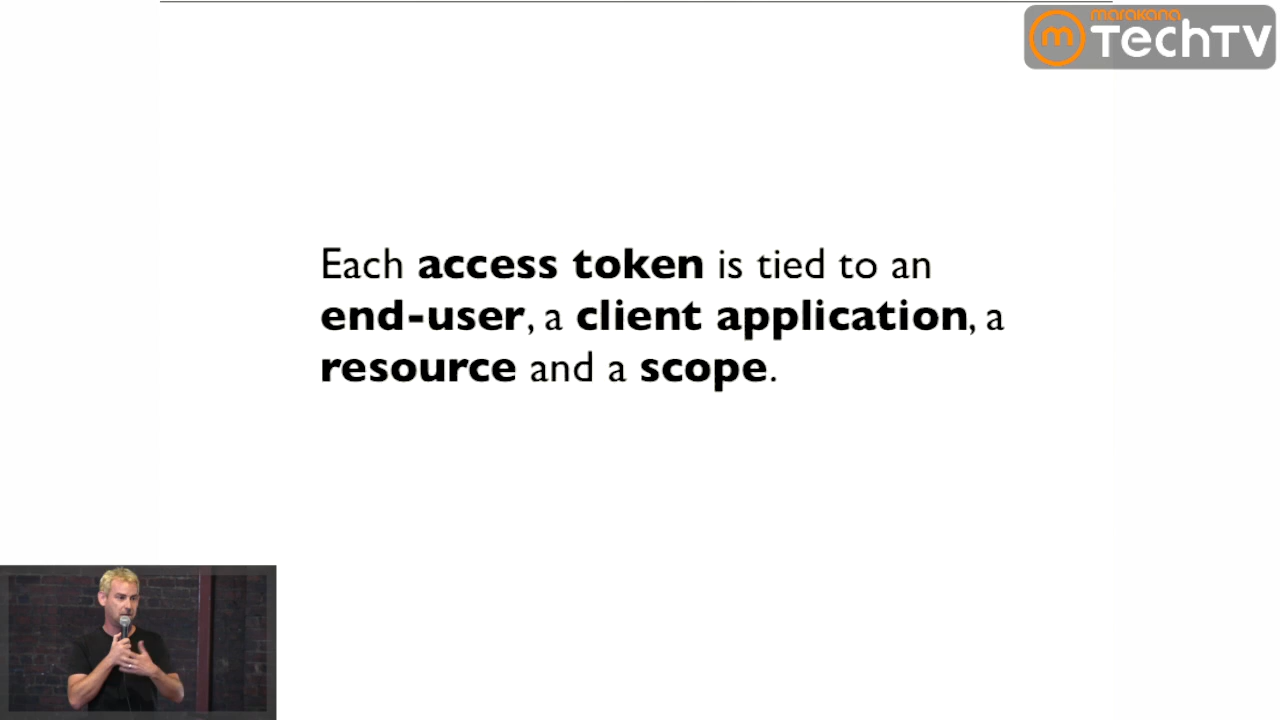 marakana
TechTV
Each access token is tied to an
end-user, a client application, a
resource and a scope.